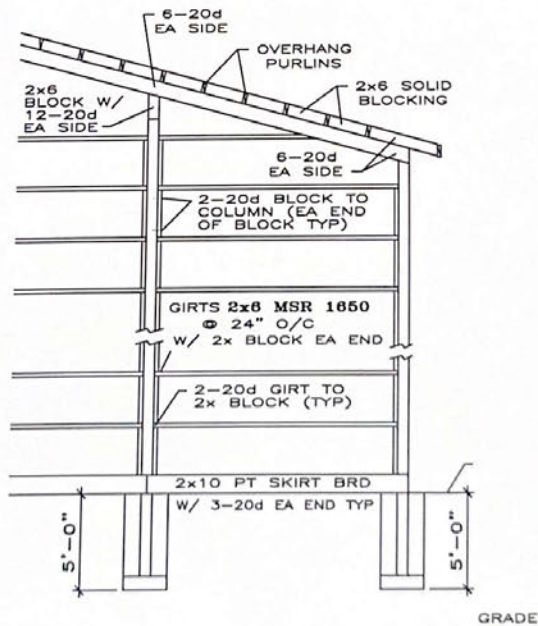 6-20d
EA SIDE
OVERHANG
PURLINS
2x6
BLOCK W/
12-20d
EA SIDE
2x6 SOLID
BLOCKING
6-20d
EA SIDE
2-20d BLOCK TO
COLUMN (EA END
OF BLOCK TYP)
GIRTS 2x6 MSR 1650
@ 24" O/C
W/ 2x BLOCK EA END
2-20d GIRT TO
2x BLOCK (TYP)
2x10 PT SKIRT BRD
W/ 3-20d EA END TYP
5'-0"
5'-0"
GRADE